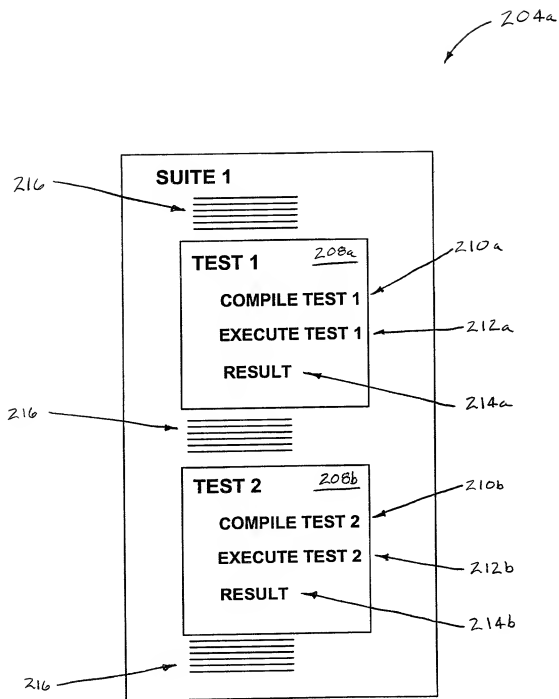 204a
SUITE 1
216
TEST 1 208a
210a
COMPILE TEST 1
EXECUTE TEST 1
212a
RESULT
214a
216
TEST 2 208b
210b
COMPILE TEST 2
EXECUTE TEST 2
212b
RESULT
214b
216